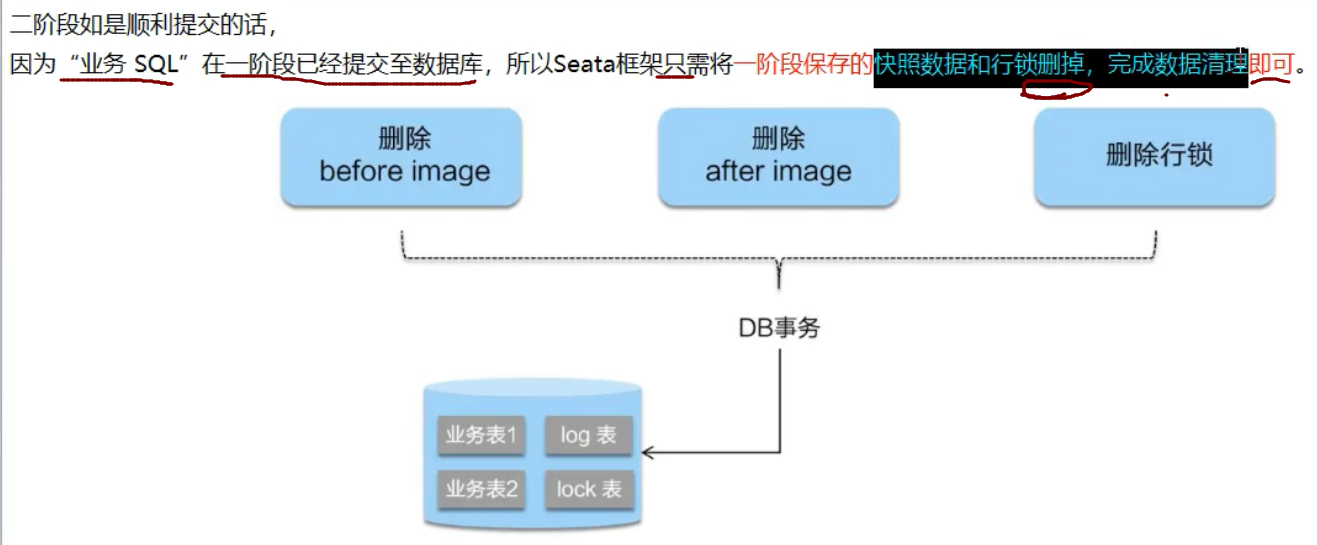 二阶段如是顺利提交的话，
因为“业务 SQL”在一阶段已经提交至数据库，所以Seata框架只需将一阶段保存的快照数据和行锁删掉，完成数据清理即可。
删除
before image
删除
after image
删除行锁
DB事务
业务表1
log 表
业务表2
lock 表